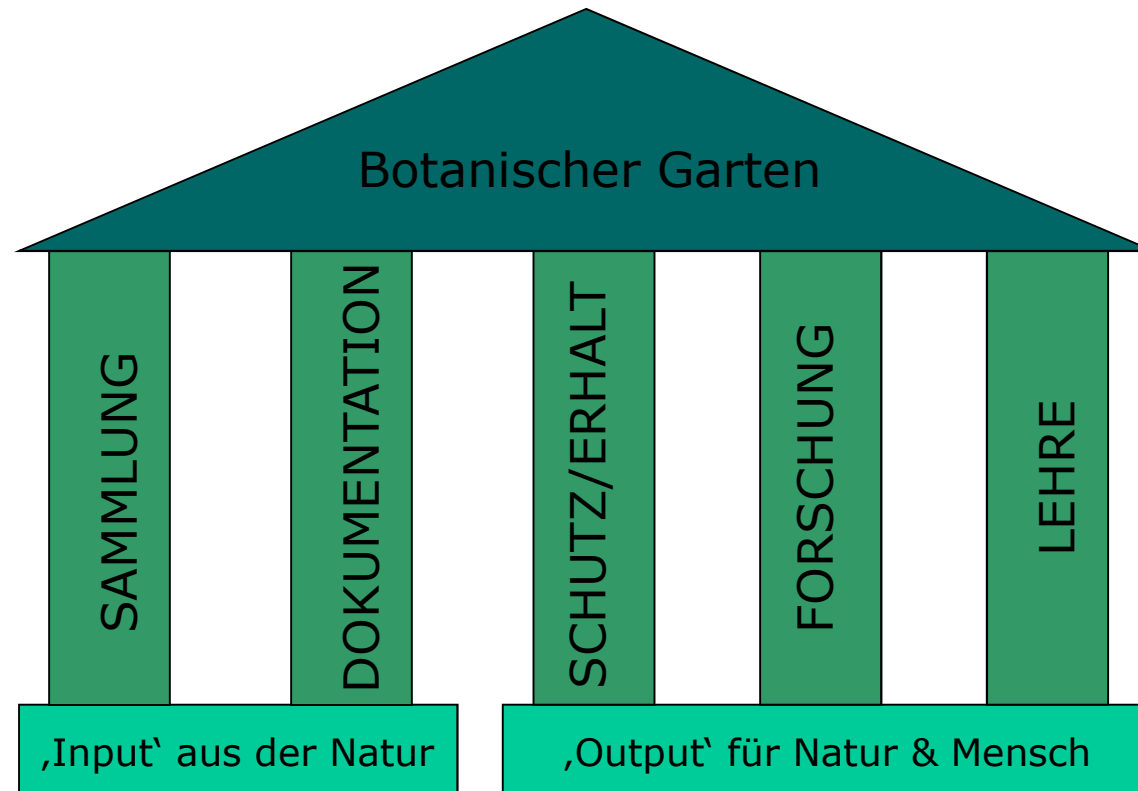 Botanischer Garten
SAMMLUNG
DOKUMENTATION
SCHUTZ/ERHALT
FORSCHUNG
LEHRE
‚Input‘ aus der Natur
‚Output‘ für Natur & Mensch